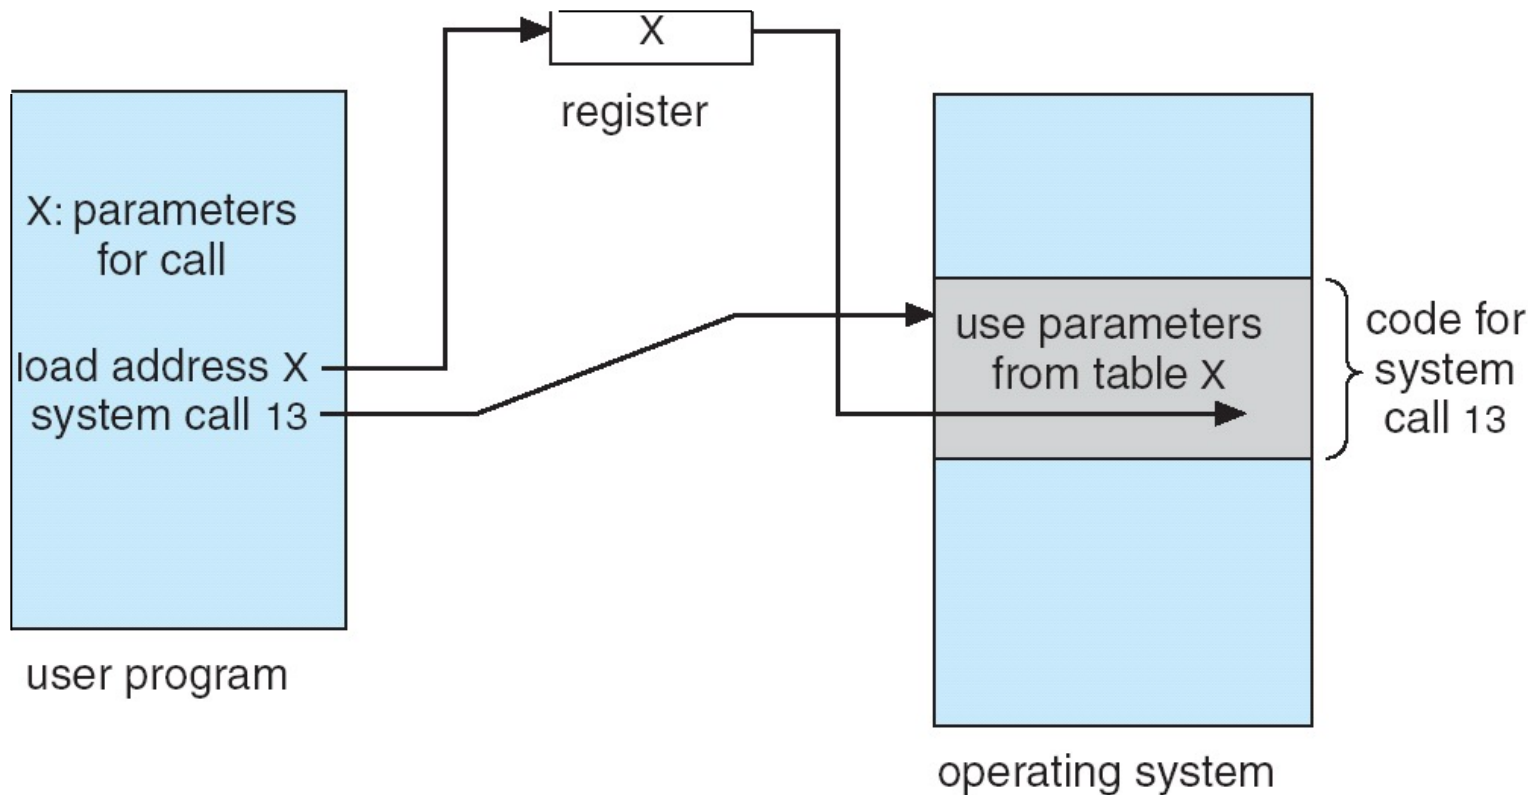 X
register
X: parameters
for call
load address X
system call 13
user program
use parameters
from table X
code for
system
call 13
operating system